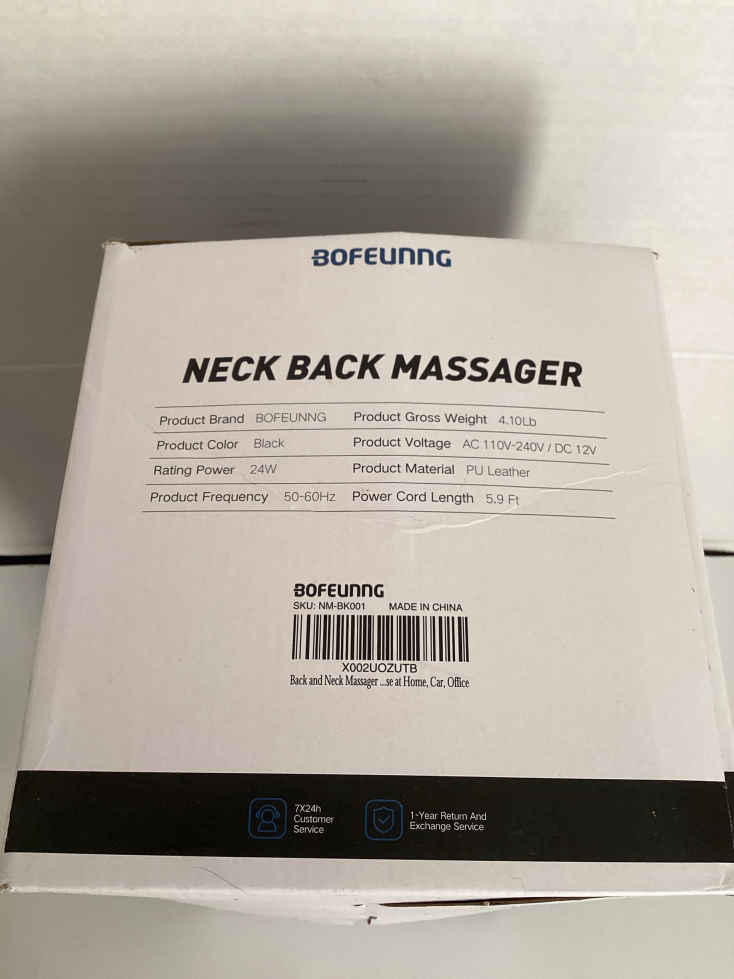 BOFEUNNG
NECK BACK MASSAGER
Product Brand BOFEUNNG Product Gross Weight 4.10Lb
Product Color Black Product Voltage AC 110V-240V / DC 12V
Rating Power 24W Product Material PU Leather
Product Frequency 50-60Hz Power Cord Length 5.9 Ft
BOFEUNNG
SKU: NM-BK001 MADE IN CHINA
X002UOZUTB
Back and Neck Massager ...se at Home, Car, Office
7X24h
Customer
Service
1-Year Return And
Exchange Service